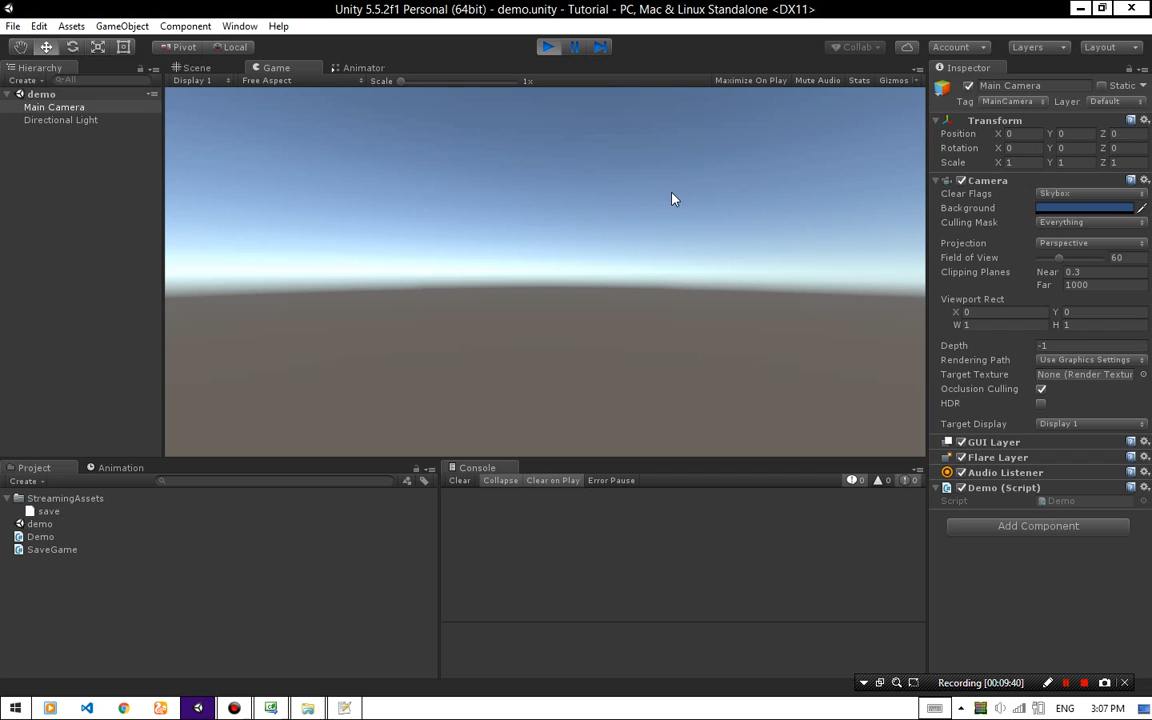 Unity 5.5.2f1 Personal (64bit) - demo.unity - Tutorial - PC, Mac & Linux Standalone <DX11>
File Edit Assets GameObject Component Window Help
Pivot Local Collab Account Layers Layout
Hierarchy
Create All
demo
Main Camera
Directional Light
Scene Game Animator
Display 1 Free Aspect Scale 1x Maximize On Play Mute Audio Stats Gizmos
Inspector
Main Camera Static
Tag MainCamera Layer Default
Transform
Position X 0 Y 0 Z 0
Rotation X 0 Y 0 Z 0
Scale X 1 Y 1 Z 1
Camera
Clear Flags Skybox
Background
Culling Mask Everything
Projection Perspective
Field of View 60
Clipping Planes Near 0.3
Far 1000
Viewport Rect
X 0 Y 0
W 1 H 1
Depth -1
Rendering Path Use Graphics Settings
Target Texture None (Render Textur
Occlusion Culling
HDR
Target Display Display 1
GUI Layer
Flare Layer
Audio Listener
Demo (Script)
Script Demo
Add Component
Project Animation
Create
StreamingAssets
save
demo
Demo
SaveGame
Console
Clear Collapse Clear on Play Error Pause 0 0 0
Recording [00:09:40]
ENG 3:07 PM